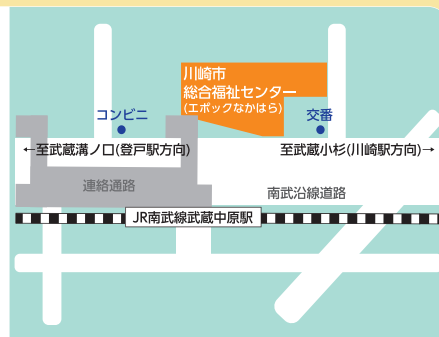 川崎市
総合福祉センター
(エポックなかはら)
コンビニ
交番
←至武蔵溝ノ口(登戸駅方向)
至武蔵小杉(川崎駅方向)→
連絡通路
南武沿線道路
JR南武線武蔵中原駅